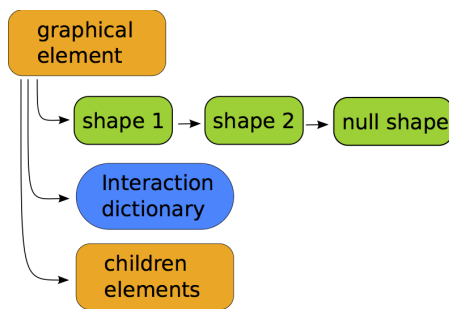 graphical
element
shape 1
shape 2
null shape
Interaction
dictionary
children
elements